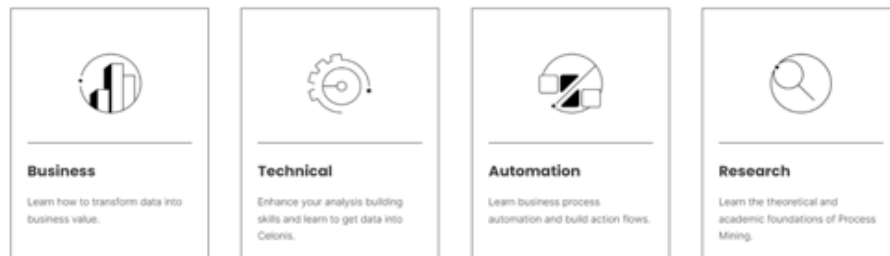 Business
Learn how to transform data into
business value.
Technical
Enhance your analysis building
skills and learn to get data into
Celonis.
Automation
Learn business process
automation and build action flows.
Research
Learn the theoretical and
academic foundations of Process
Mining.